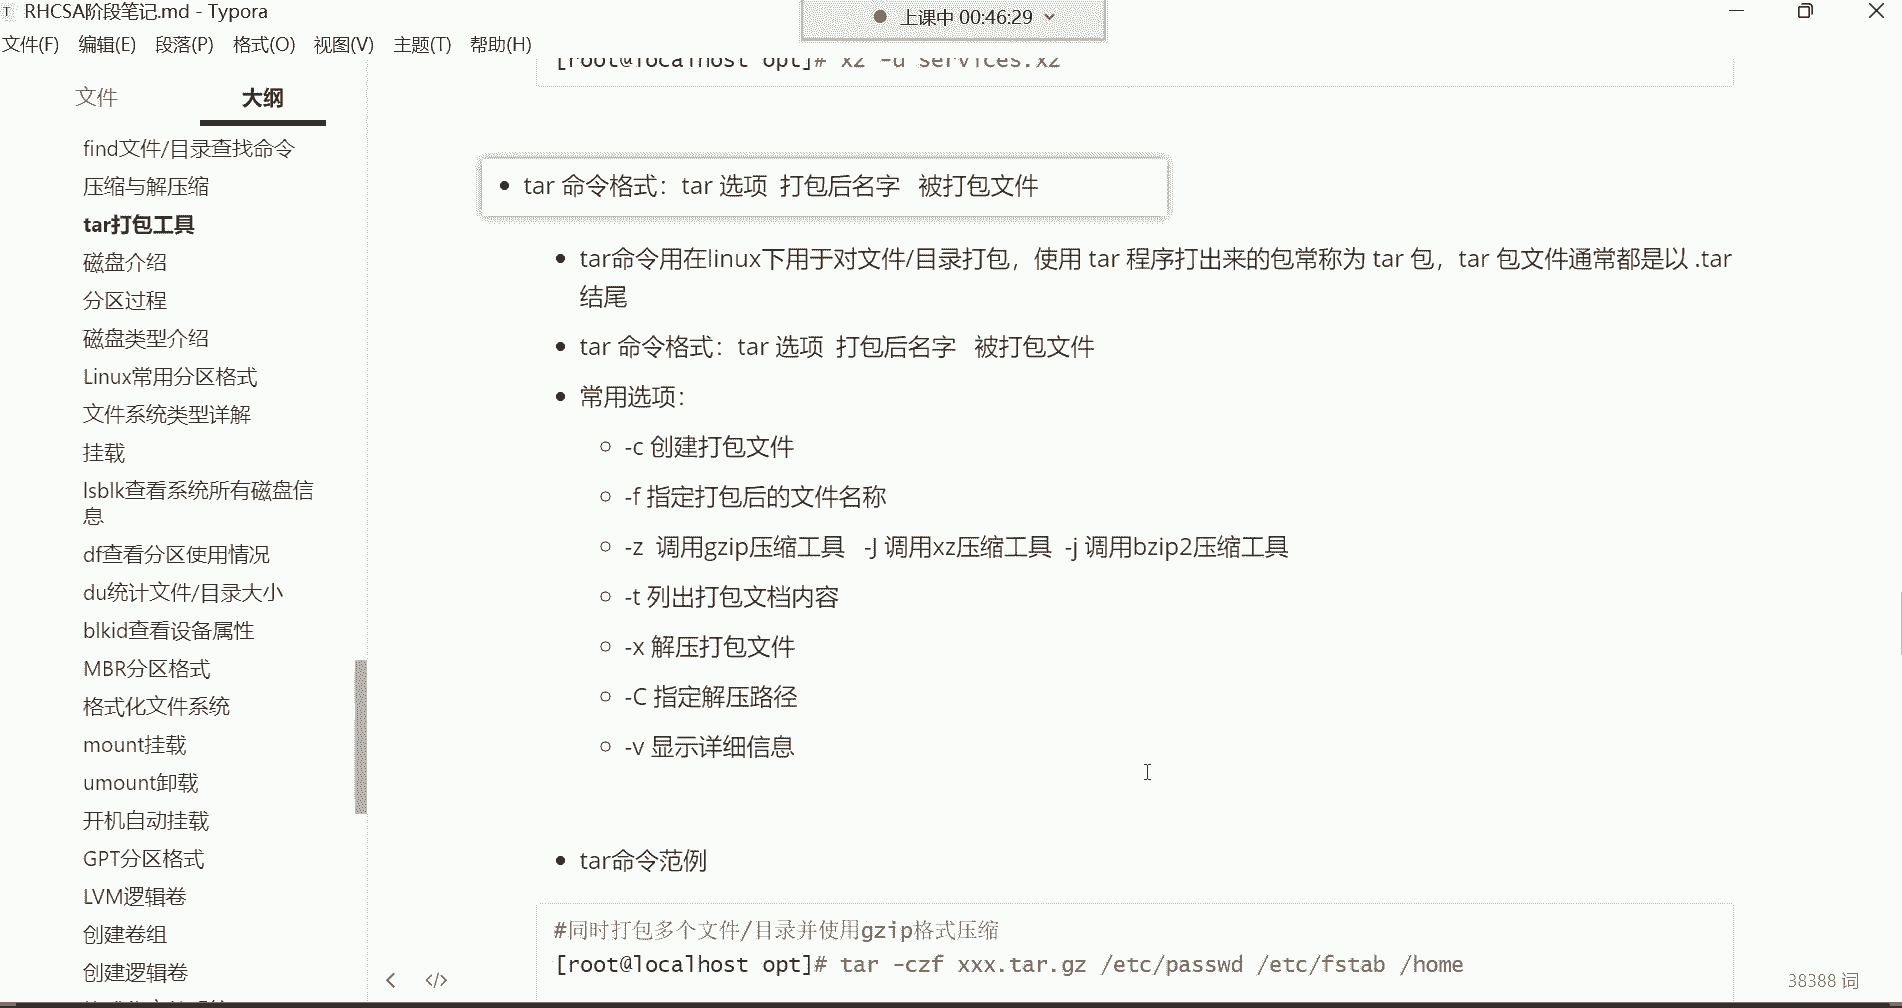 RHCSA阶段笔记.md - Typora
上课中 00:46:29
文件(F) 编辑(E) 段落(P) 格式(O) 视图(V) 主题(T) 帮助(H)
文件 大纲
find文件/目录查找命令
压缩与解压缩
tar打包工具
磁盘介绍
分区过程
磁盘类型介绍
Linux常用分区格式
文件系统类型详解
挂载
lsblk查看系统所有磁盘信
息
df查看分区使用情况
du统计文件/目录大小
blkid查看设备属性
MBR分区格式
格式化文件系统
mount挂载
umount卸载
开机自动挂载
GPT分区格式
LVM逻辑卷
创建卷组
创建逻辑卷
[root@localhost opt]# xz -d services.xz
tar 命令格式：tar 选项 打包后名字 被打包文件
tar命令用在linux下用于对文件/目录打包，使用 tar 程序打出来的包常称为 tar 包，tar 包文件通常都是以 .tar
结尾
tar 命令格式：tar 选项 打包后名字 被打包文件
常用选项：
-c 创建打包文件
-f 指定打包后的文件名称
-z 调用gzip压缩工具 -J 调用xz压缩工具 -j 调用bzip2压缩工具
-t 列出打包文档内容
-x 解压打包文件
-C 指定解压路径
-v 显示详细信息
tar命令范例
#同时打包多个文件/目录并使用gzip格式压缩
[root@localhost opt]# tar -czf xxx.tar.gz /etc/passwd /etc/fstab /home
38388 词